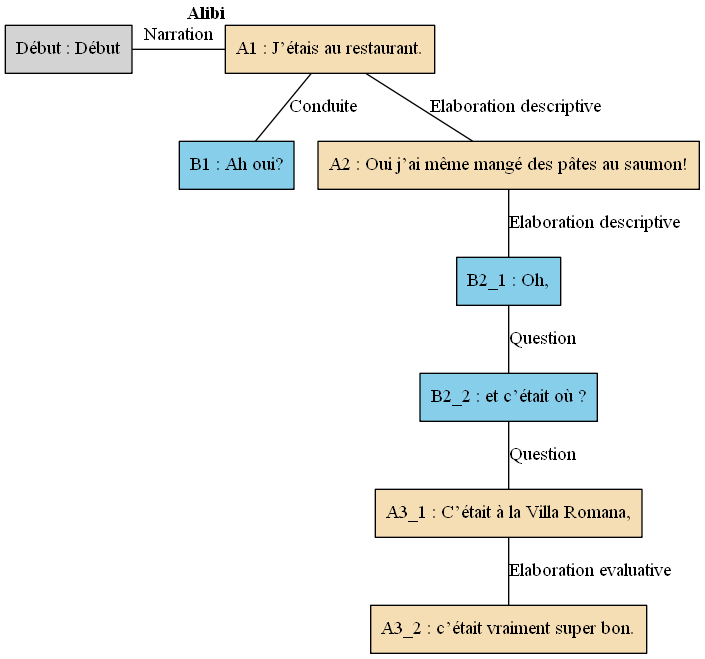 Alibi
Début : Début
Narration
A1 : J’étais au restaurant.
Conduite
Elaboration descriptive
B1 : Ah oui?
A2 : Oui j’ai même mangé des pâtes au saumon!
Elaboration descriptive
B2_1 : Oh,
Question
B2_2 : et c’était où ?
Question
A3_1 : C’était à la Villa Romana,
Elaboration evaluative
A3_2 : c’était vraiment super bon.